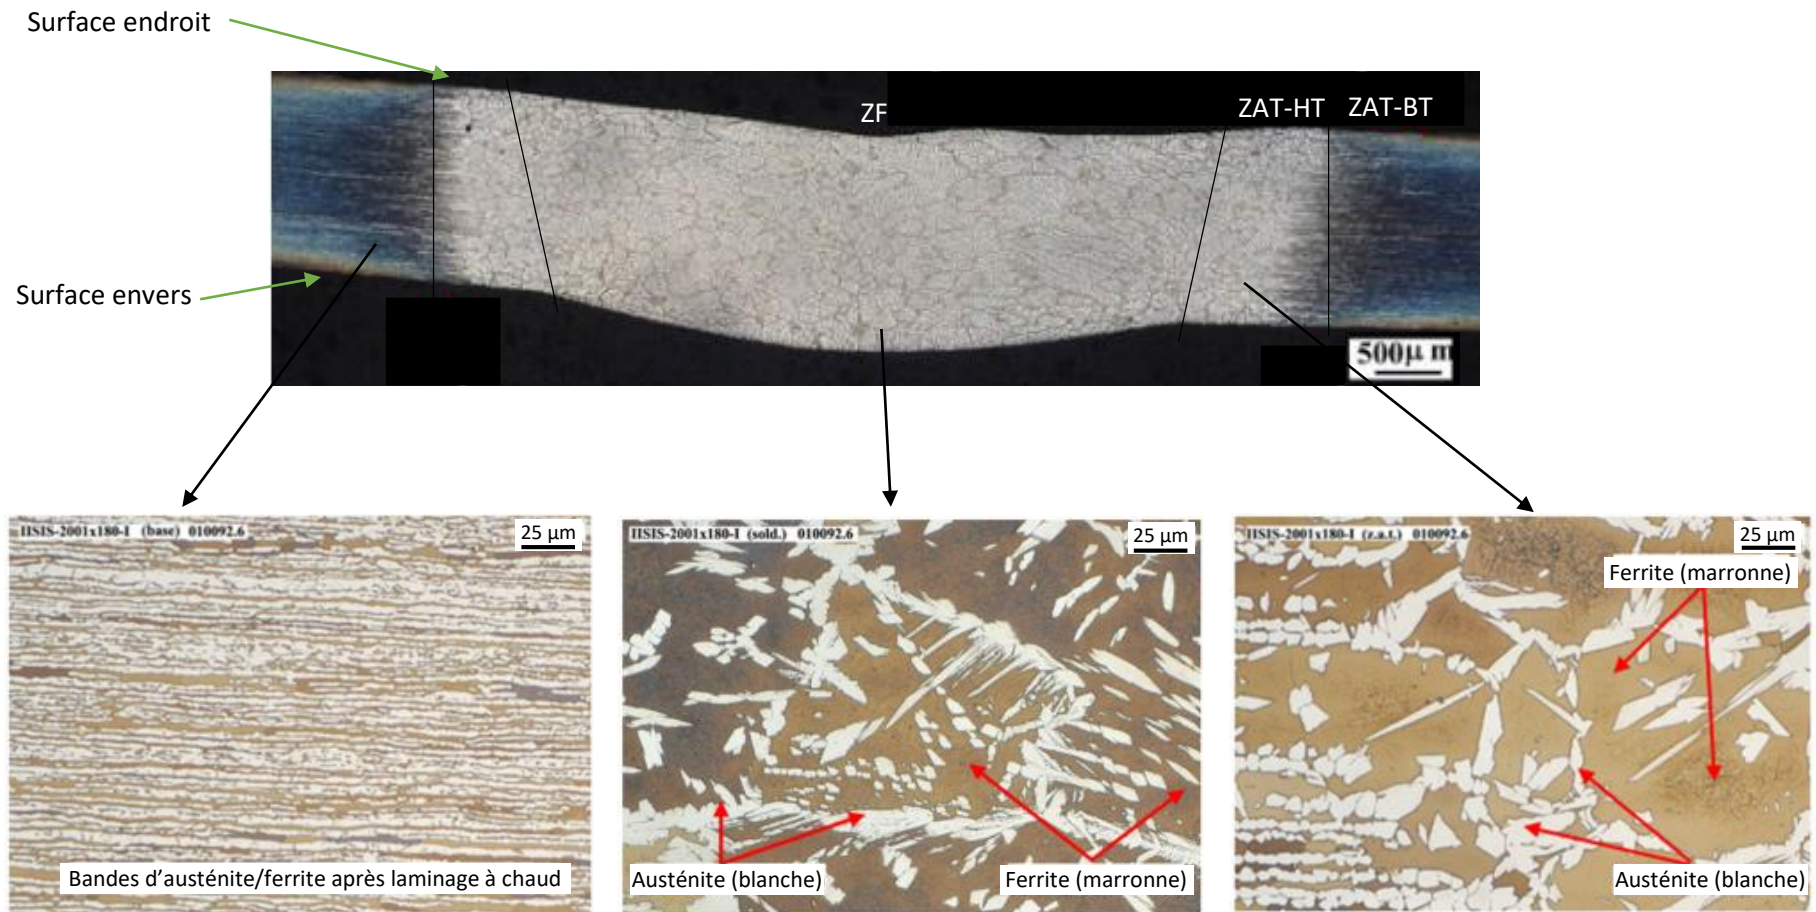 Surface endroit
ZF
ZAT-HT
ZAT-BT
Surface envers
500µ m
IISIS-2001x180-I (base) 010092.6
25 µm
IISIS-2001x180-I (sold.) 010092.6
25 µm
IISIS-2001x180-I (z.a.t.) 010092.6
25 µm
Ferrite (marronne)
Bandes d’austénite/ferrite après laminage à chaud
Austénite (blanche)
Ferrite (marronne)
Austénite (blanche)